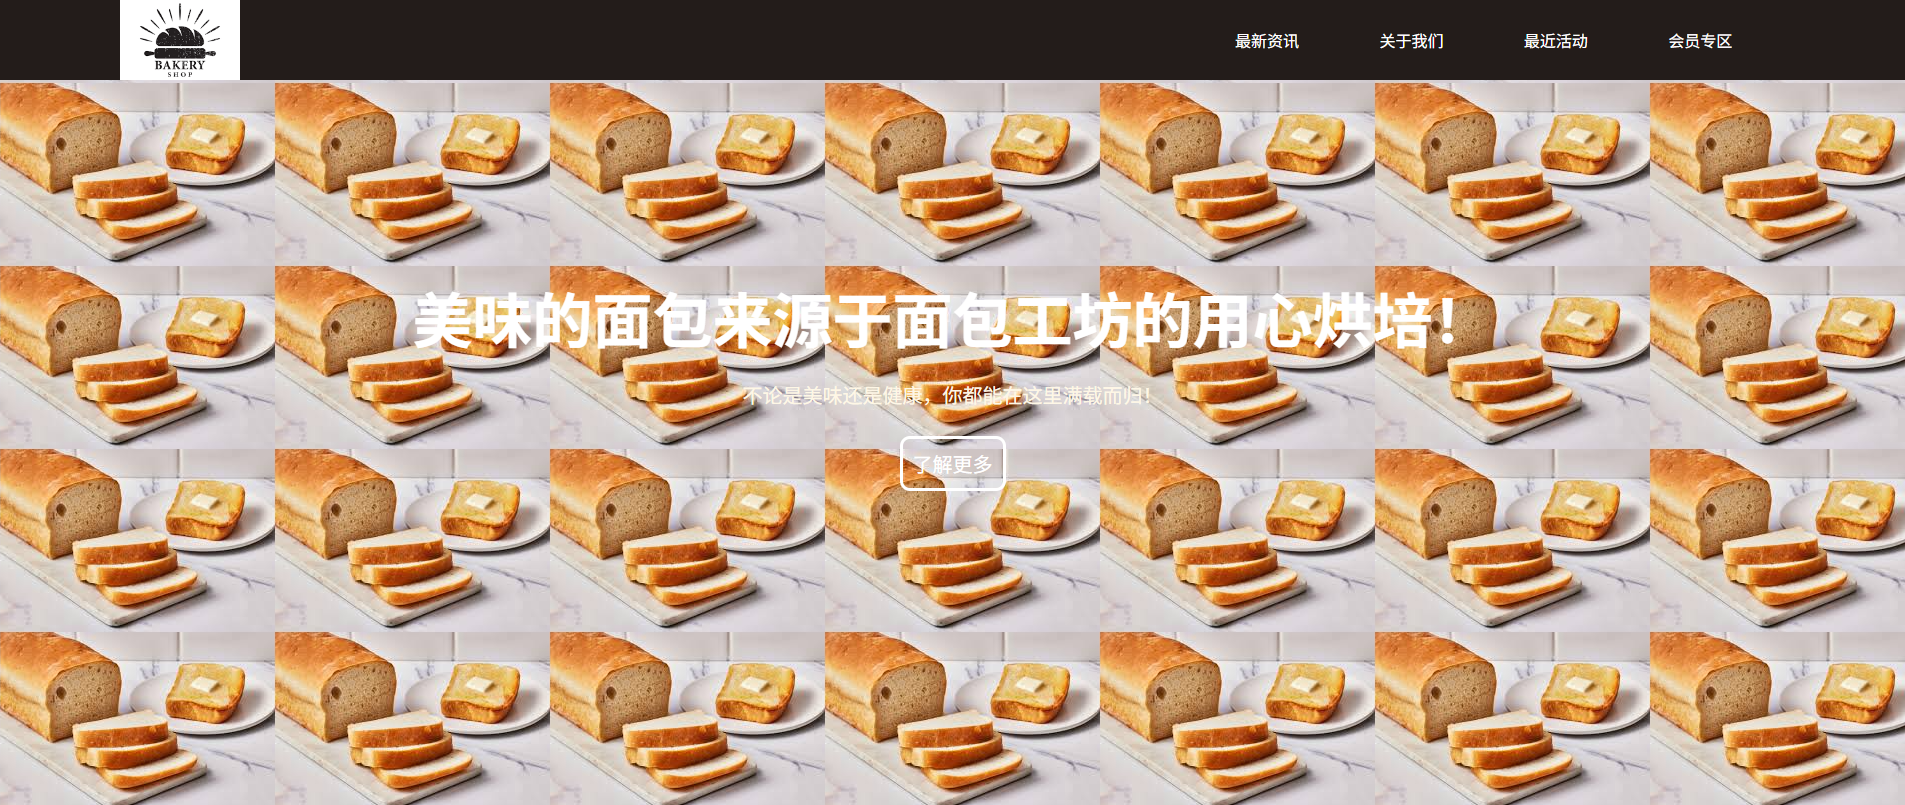 BAKERY
SHOP
最新资讯 关于我们 最近活动 会员专区
美味的面包来源于面包工坊的用心烘培！
不论是美味还是健康，你都能在这里满载而归！
了解更多